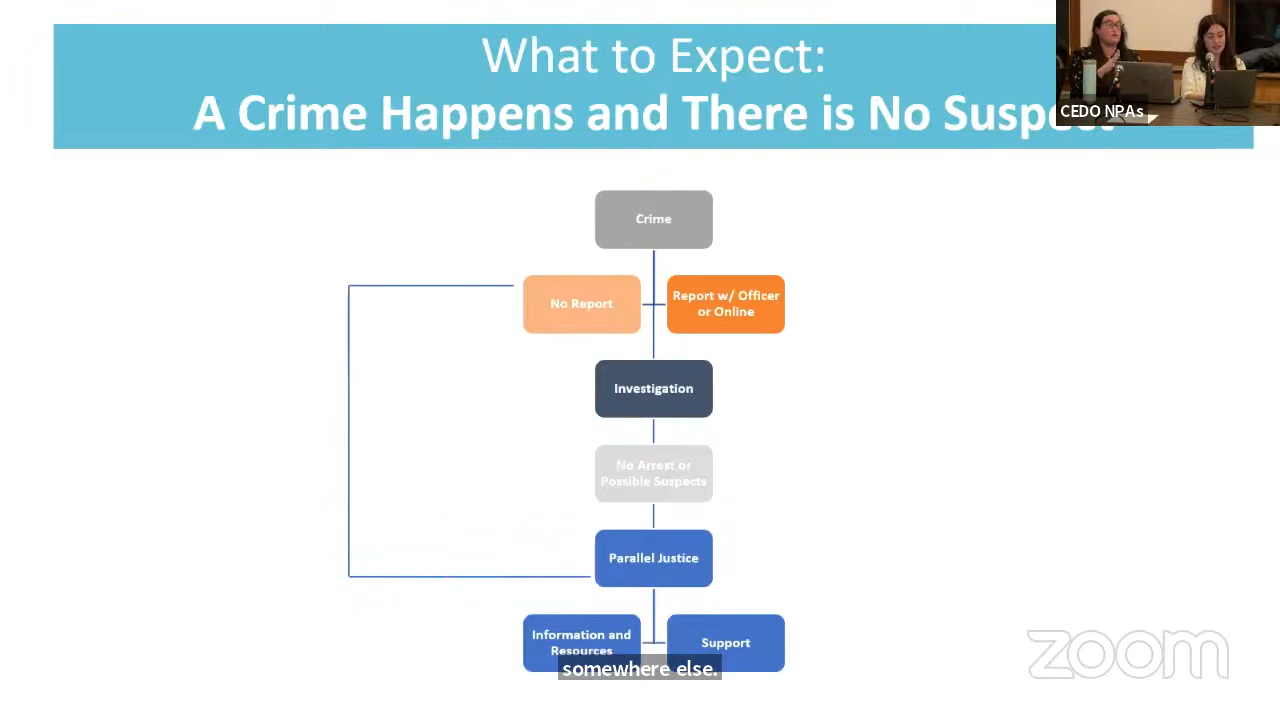 What to Expect:
A Crime Happens and There is No Suspect
CEDO NPAs
Crime
No Report
Report w/ Officer
or Online
Investigation
No Arrest or
Possible Suspects
Parallel Justice
Information and
Resources
Support
somewhere else.
zoom